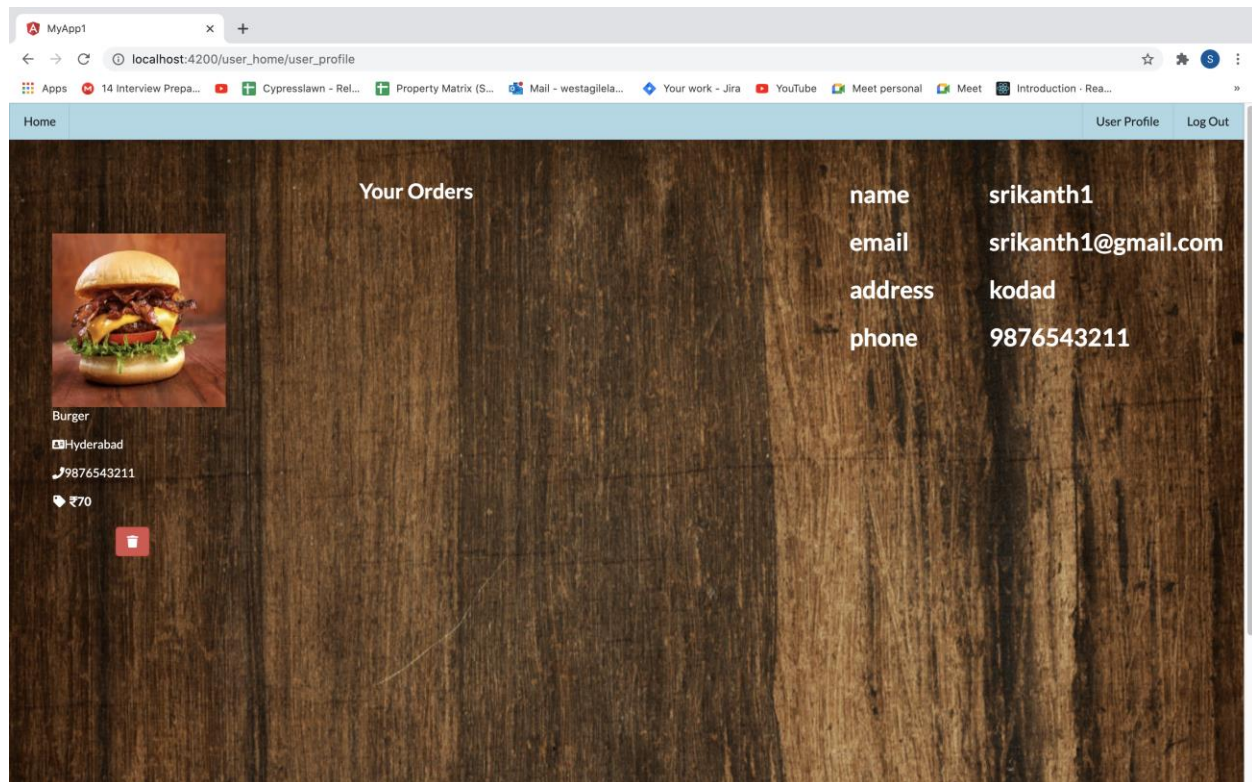 MyApp1
localhost:4200/user_home/user_profile
S
Apps 14 Interview Prepa... Cypresslawn - Rel... Property Matrix (S... Mail - westagilela... Your work - Jira YouTube Meet personal Meet Introduction · Rea... »
Home User Profile Log Out
Your Orders
Burger
Hyderabad
9876543211
₹70
name srikanth1
email srikanth1@gmail.com
address kodad
phone 9876543211